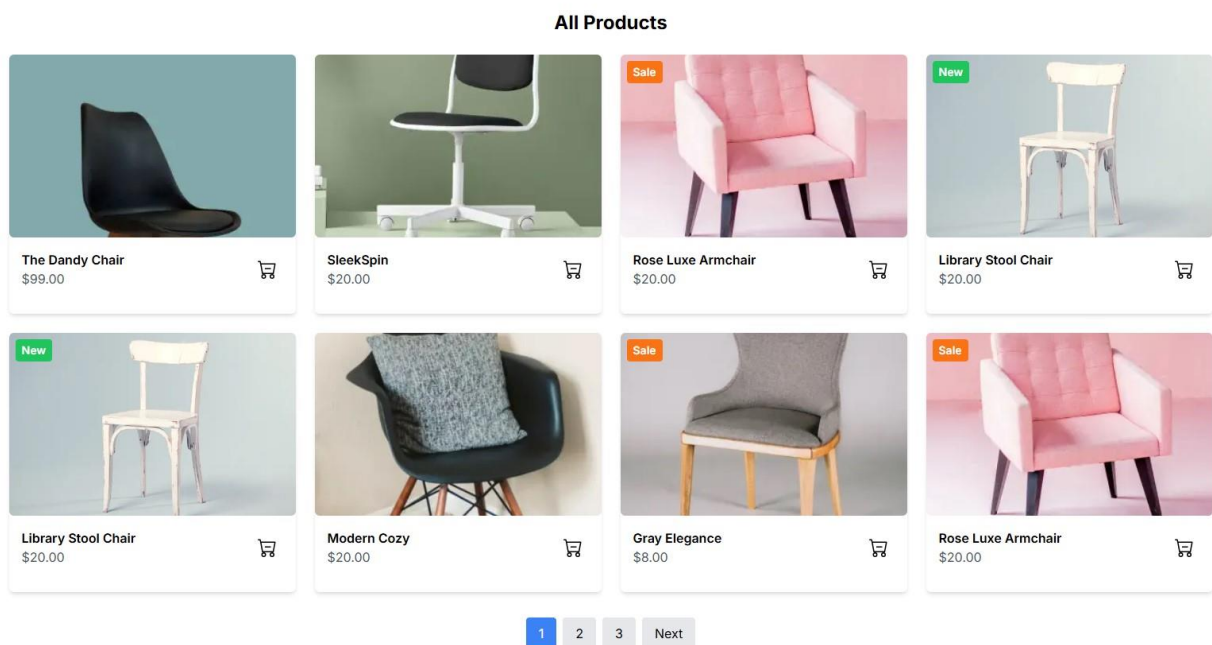 All Products
Sale
New
The Dandy Chair
$99.00
SleekSpin
$20.00
Rose Luxe Armchair
$20.00
Library Stool Chair
$20.00
New
Sale
Sale
Library Stool Chair
$20.00
Modern Cozy
$20.00
Gray Elegance
$8.00
Rose Luxe Armchair
$20.00
1 2 3 Next